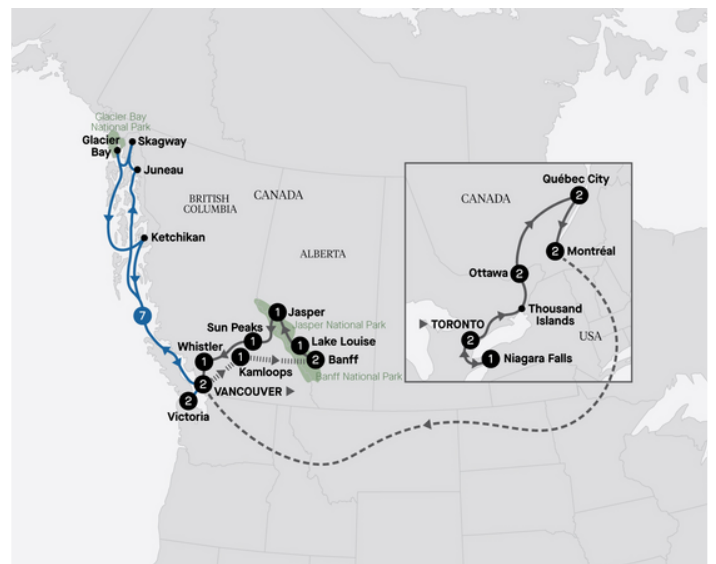 Glacier Bay
National Park
Glacier
Bay
Skagway
Juneau
BRITISH
COLUMBIA
CANADA
Ketchikan
ALBERTA
7
1
Jasper
Jasper National Park
Sun Peaks
1
1
Lake Louise
Whistler
1
1
Kamloops
2
Banff
Banff National Park
2
VANCOUVER
2
Victoria
CANADA
Québec City
2
2
Montréal
Ottawa
2
Thousand
Islands
TORONTO
2
USA
1
Niagara Falls